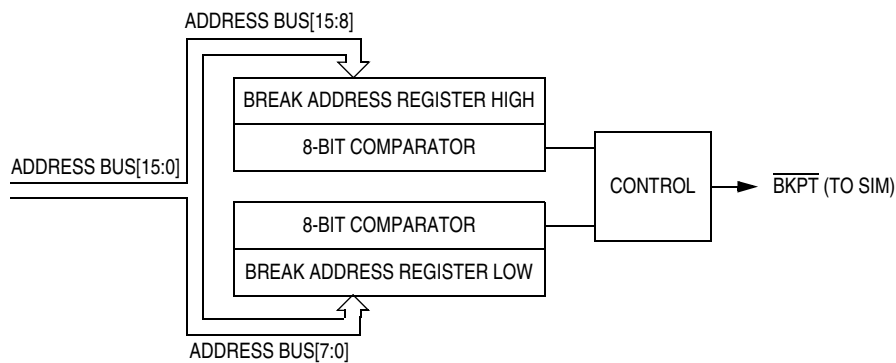 ADDRESS BUS[15:8]
BREAK ADDRESS REGISTER HIGH
8-BIT COMPARATOR
ADDRESS BUS[15:0]
CONTROL
BKPT (TO SIM)
8-BIT COMPARATOR
BREAK ADDRESS REGISTER LOW
ADDRESS BUS[7:0]